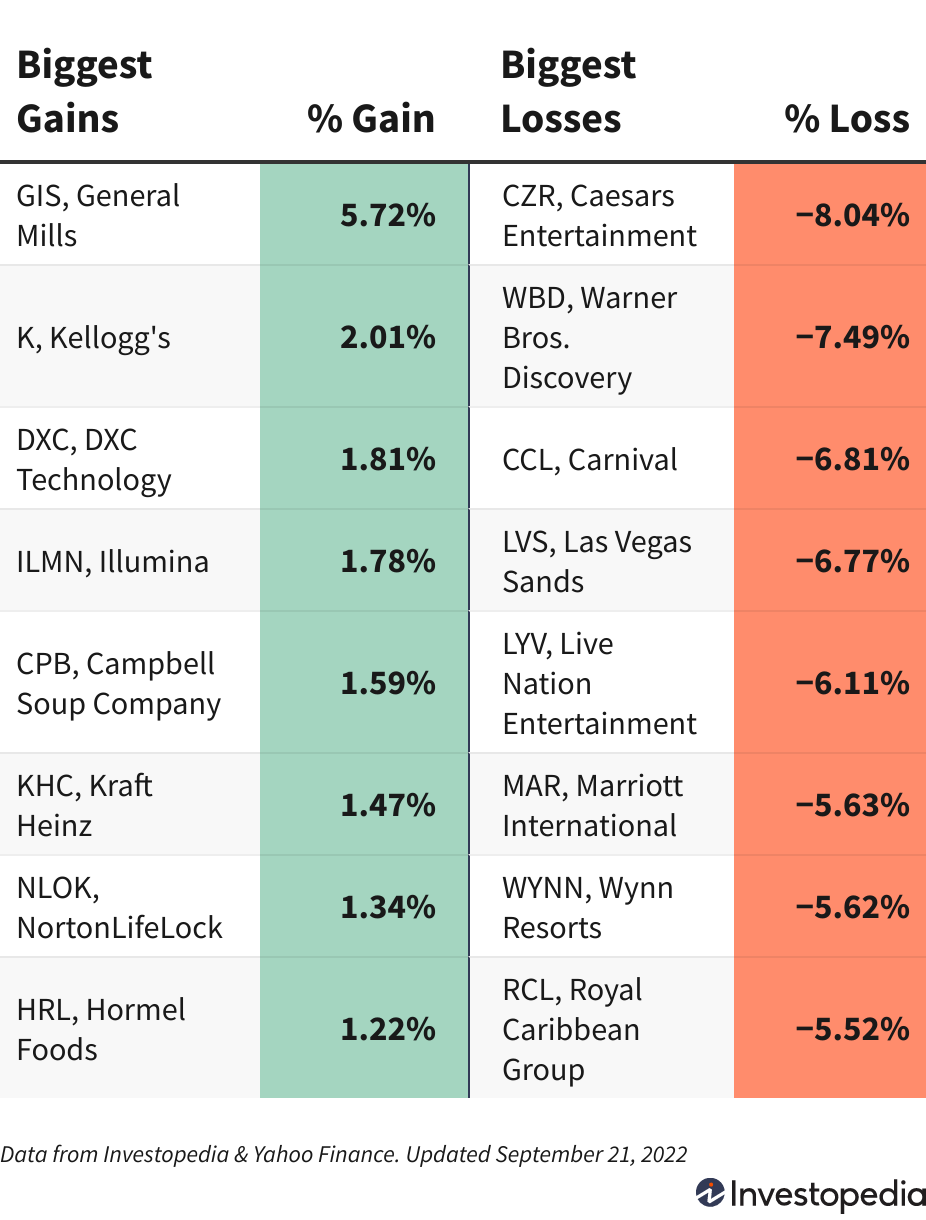 Biggest Gains % Gain Biggest Losses % Loss
GIS, General Mills 5.72% CZR, Caesars Entertainment −8.04%
K, Kellogg's 2.01% WBD, Warner Bros. Discovery −7.49%
DXC, DXC Technology 1.81% CCL, Carnival −6.81%
ILMN, Illumina 1.78% LVS, Las Vegas Sands −6.77%
CPB, Campbell Soup Company 1.59% LYV, Live Nation Entertainment −6.11%
KHC, Kraft Heinz 1.47% MAR, Marriott International −5.63%
NLOK, NortonLifeLock 1.34% WYNN, Wynn Resorts −5.62%
HRL, Hormel Foods 1.22% RCL, Royal Caribbean Group −5.52%
Data from Investopedia & Yahoo Finance. Updated September 21, 2022
Investopedia